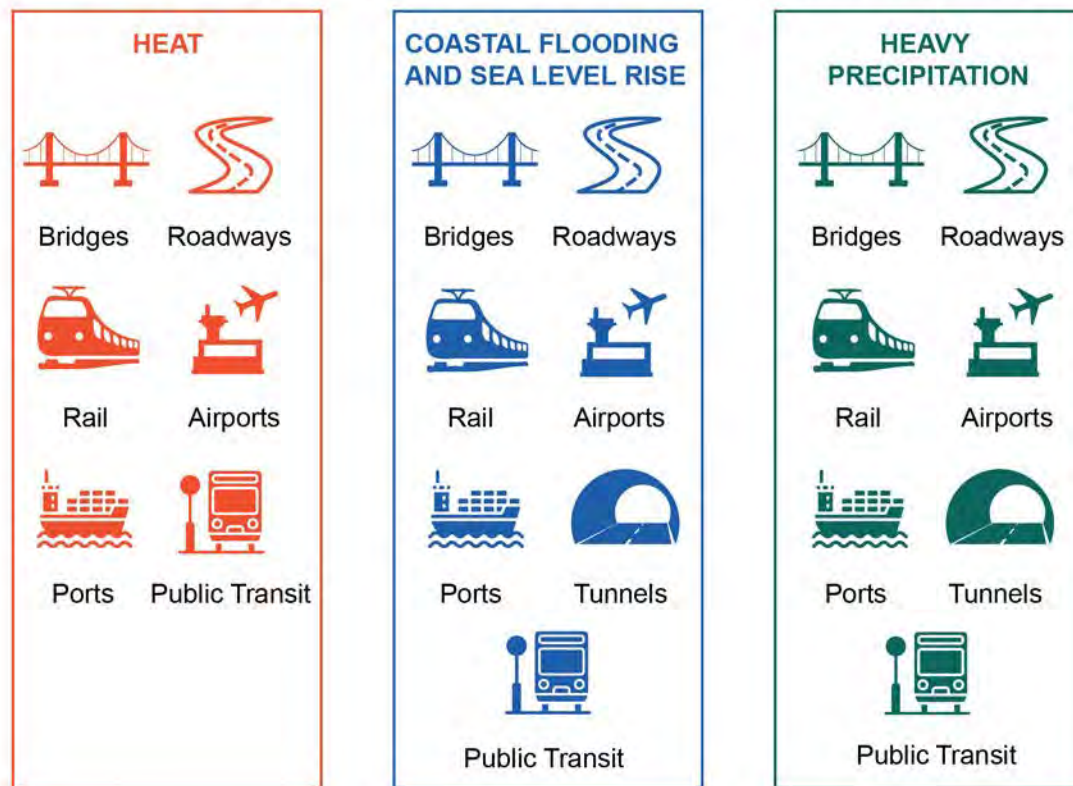 HEAT
Bridges
Roadways
Rail
Airports
Ports
Public Transit
COASTAL FLOODING
AND SEA LEVEL RISE
Bridges
Roadways
Rail
Airports
Ports
Tunnels
Public Transit
HEAVY
PRECIPITATION
Bridges
Roadways
Rail
Airports
Ports
Tunnels
Public Transit